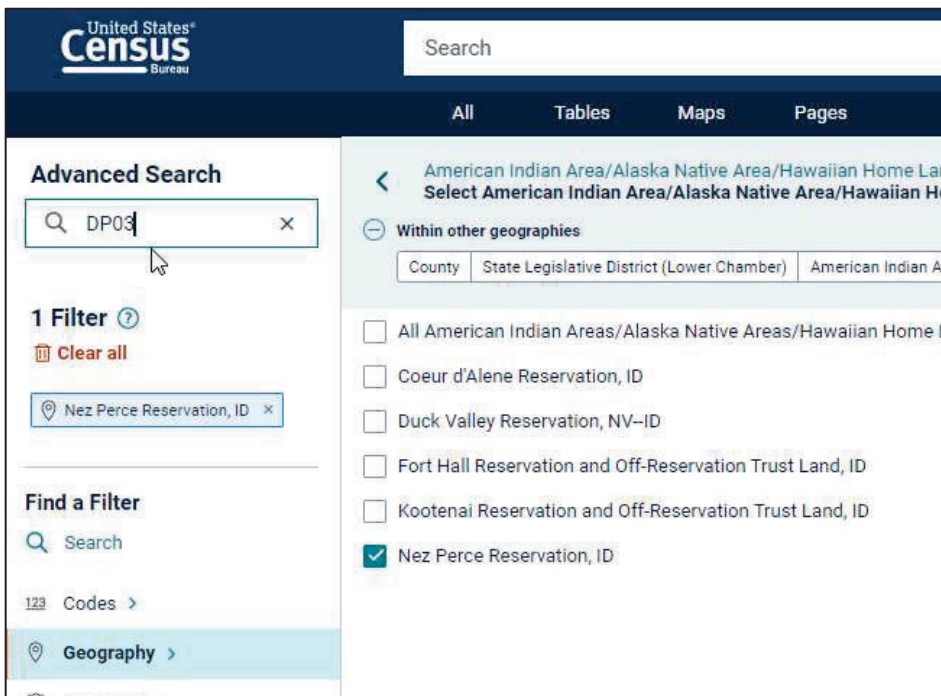 United States®
Census
Bureau
Search
All Tables Maps Pages
Advanced Search
DP03
1 Filter
Clear all
Nez Perce Reservation, ID
Find a Filter
Search
123 Codes
Geography
American Indian Area/Alaska Native Area/Hawaiian Home
Select American Indian Area/Alaska Native Area/Hawaiian
Within other geographies
County State Legislative District (Lower Chamber) American Indian
All American Indian Areas/Alaska Native Areas/Hawaiian Home
Coeur d'Alene Reservation, ID
Duck Valley Reservation, NV--ID
Fort Hall Reservation and Off-Reservation Trust Land, ID
Kootenai Reservation and Off-Reservation Trust Land, ID
Nez Perce Reservation, ID